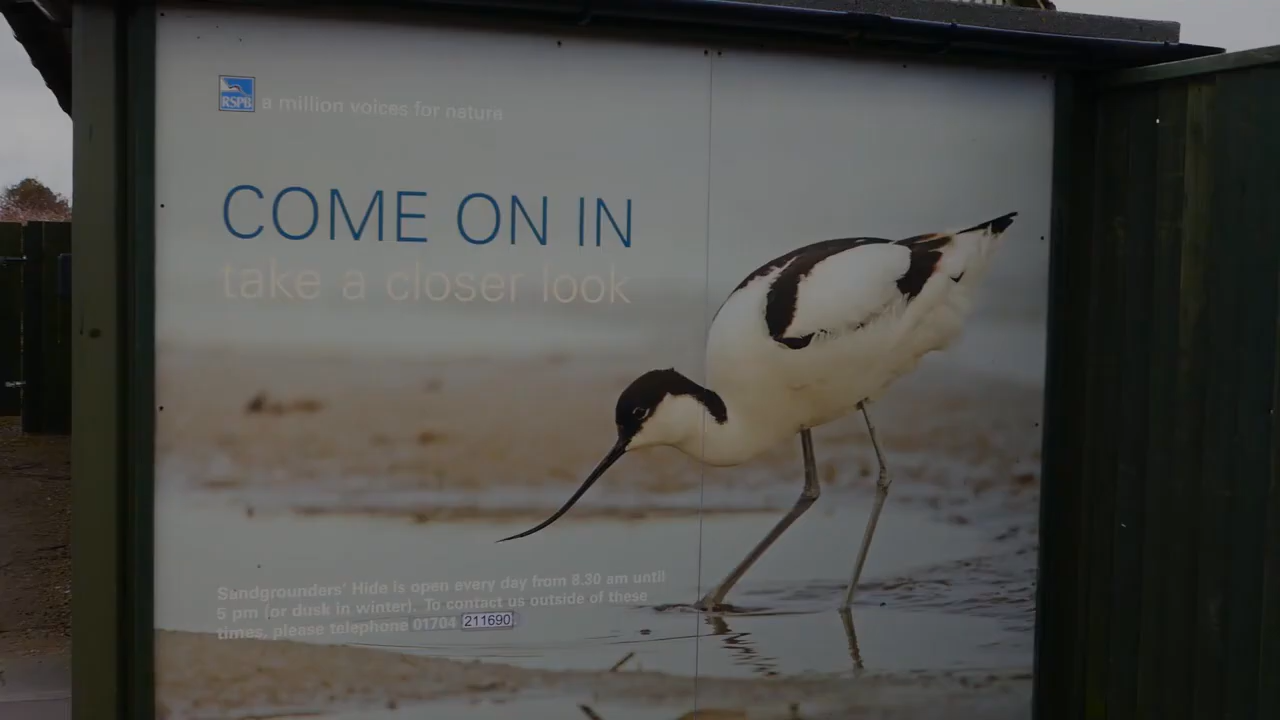 RSPB a million voices for nature
COME ON IN
take a closer look
Sandgrounders' Hide is open every day from 8.30 am until
5 pm (or dusk in winter). To contact us outside of these
times, please telephone 01704 211690